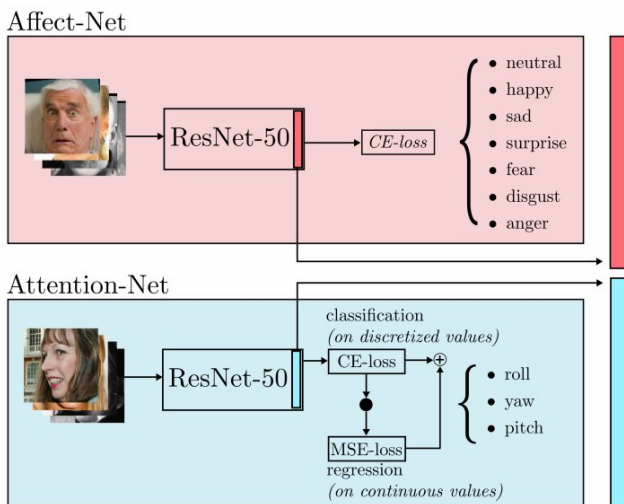 Affect-Net
ResNet-50
CE-loss
● neutral
● happy
● sad
● surprise
● fear
● disgust
● anger
Attention-Net
classification
(on discretized values)
ResNet-50
CE-loss
MSE-loss
regression
(on continuous values)
● roll
● yaw
● pitch